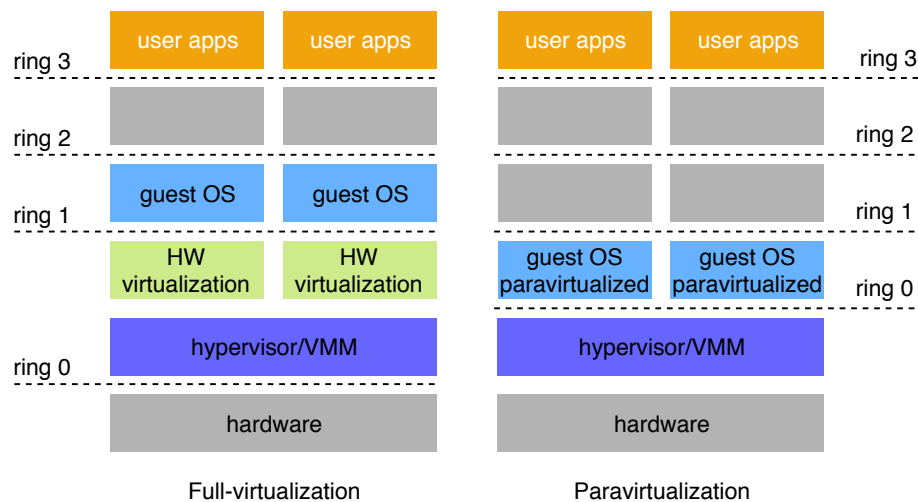 user apps
user apps
user apps
user apps
ring 3
ring 3
ring 2
ring 2
guest OS
guest OS
ring 1
ring 1
HW
virtualization
HW
virtualization
guest OS
paravirtualized
guest OS
paravirtualized
ring 0
hypervisor/VMM
hypervisor/VMM
ring 0
hardware
hardware
Full-virtualization
Paravirtualization